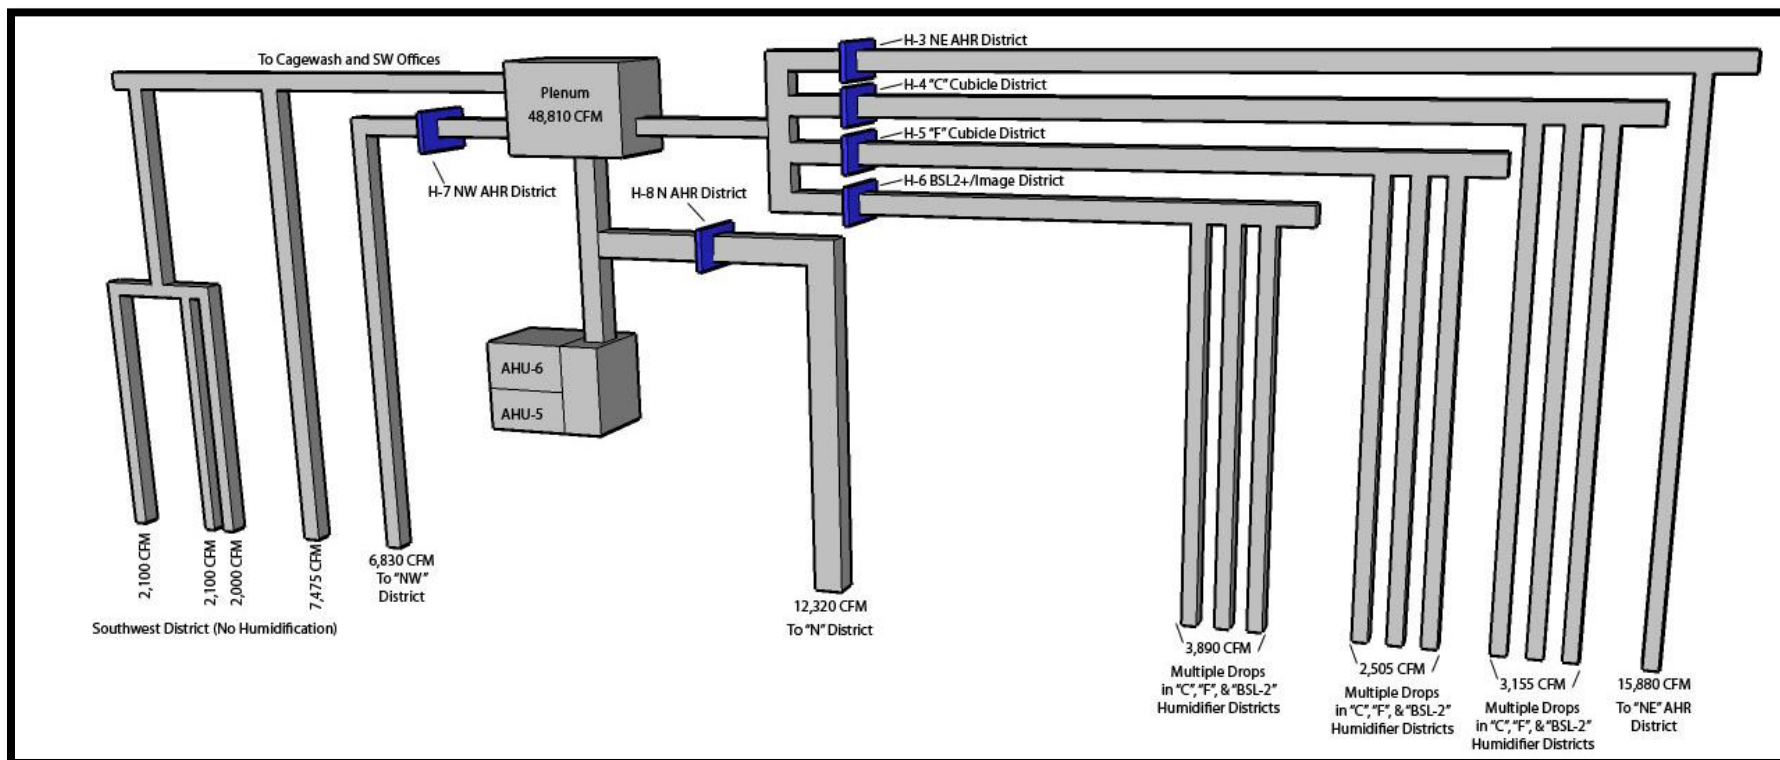 To Cagewash and SW Offices
Plenum
48,810 CFM
H-3 NE AHR District
H-4 “C” Cubicle District
H-5 “F” Cubicle District
H-6 BSL2+/Image District
H-7 NW AHR District
H-8 N AHR District
AHU-6
AHU-5
2,100 CFM
2,100 CFM
2,000 CFM
7,475 CFM
Southwest District (No Humidification)
6,830 CFM
To “NW”
District
12,320 CFM
To “N” District
3,890 CFM
Multiple Drops
in “C”, “F”, & “BSL-2”
Humidifier Districts
2,505 CFM
Multiple Drops
in “C”, “F”, & “BSL-2”
Humidifier Districts
3,155 CFM
Multiple Drops
in “C”, “F”, & “BSL-2”
Humidifier Districts
15,880 CFM
To “NE” AHR
District